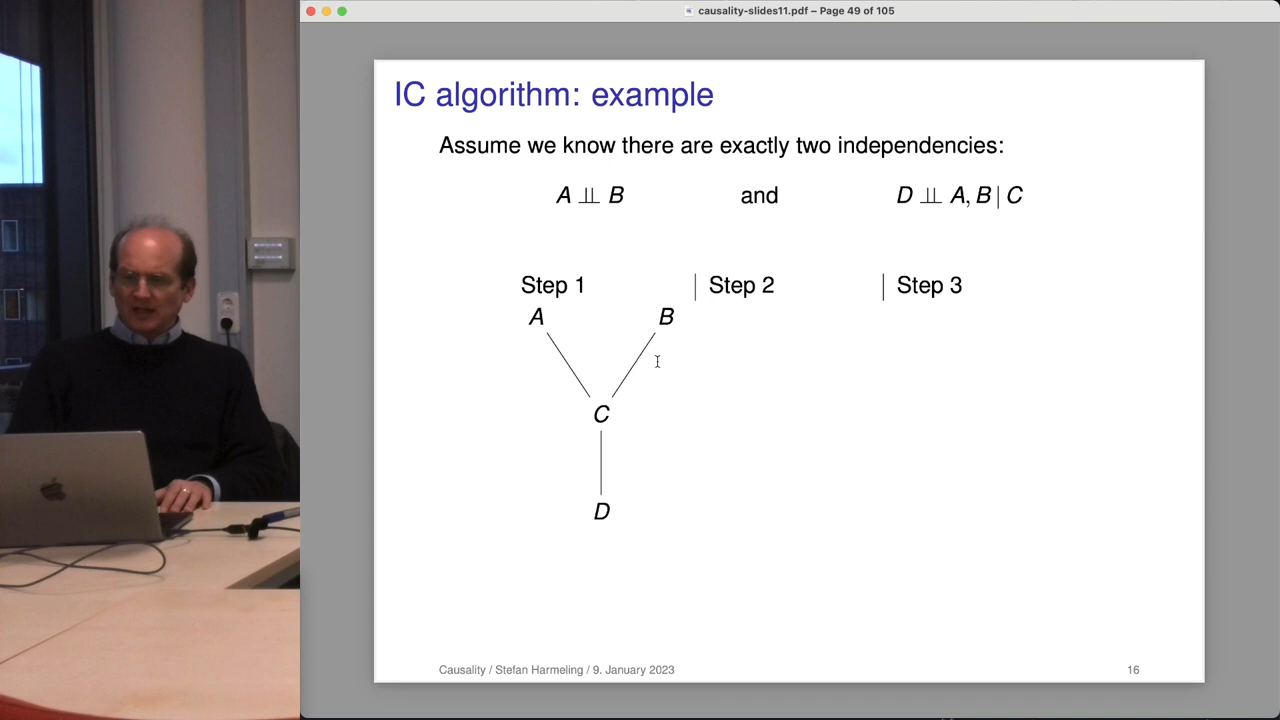 causality-slides11.pdf – Page 49 of 105
IC algorithm: example
Assume we know there are exactly two independencies:
A ⫫ B and D ⫫ A, B | C
Step 1 | Step 2 | Step 3
A B
C
D
Causality / Stefan Harmeling / 9. January 2023 16